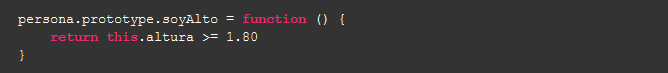 persona.prototype.soyAlto = function () {
    return this.altura >= 1.80
}